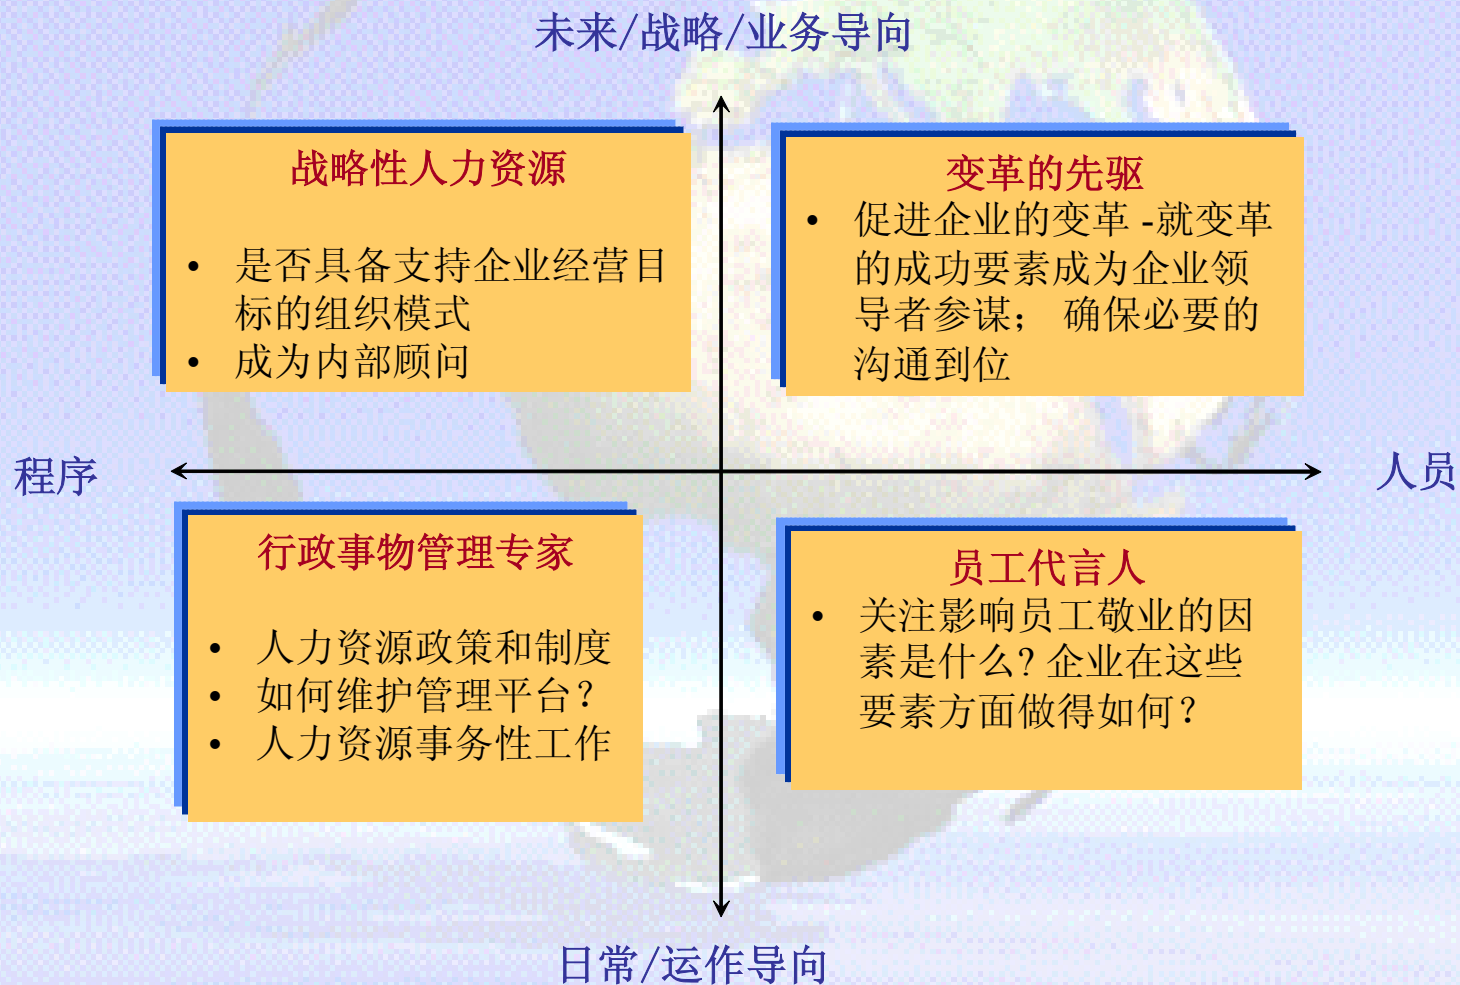 未来/战略/业务导向
战略性人力资源
• 是否具备支持企业经营目
标的组织模式
• 成为内部顾问
变革的先驱
• 促进企业的变革 -就变革
的成功要素成为企业领
导者参谋； 确保必要的
沟通到位
程序
人员
行政事物管理专家
• 人力资源政策和制度
• 如何维护管理平台？
• 人力资源事务性工作
员工代言人
• 关注影响员工敬业的因
素是什么? 企业在这些
要素方面做得如何？
日常/运作导向